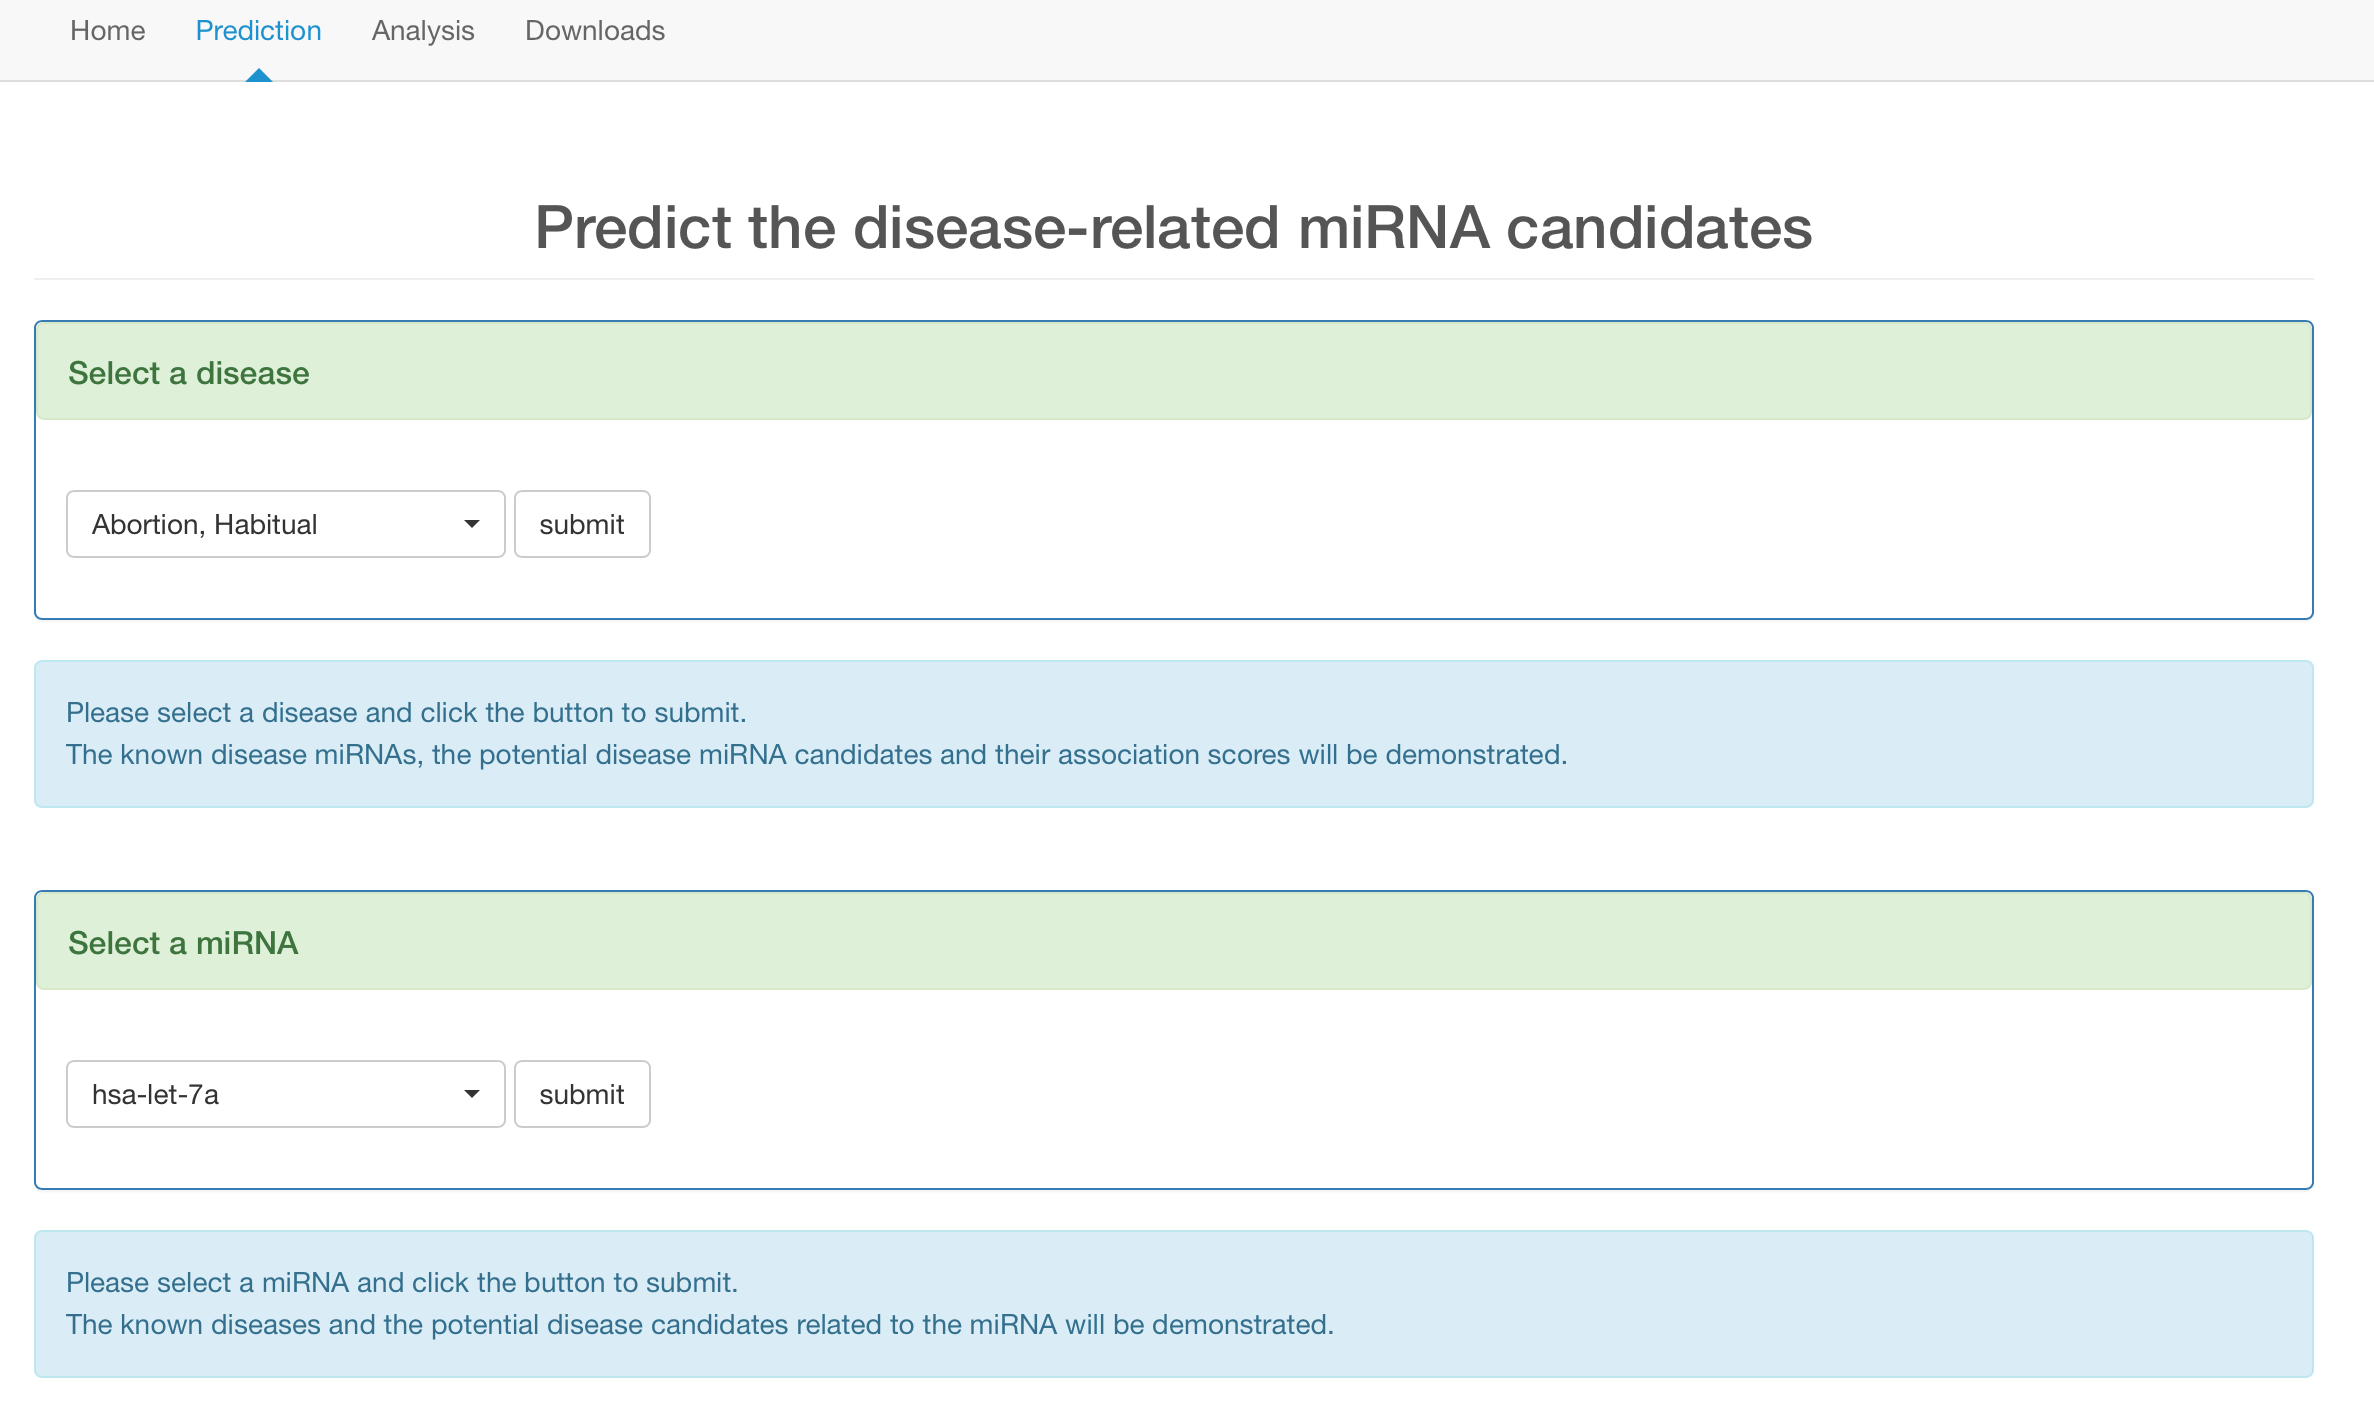 Home Prediction Analysis Downloads
Predict the disease-related miRNA candidates
Select a disease
Abortion, Habitual submit
Please select a disease and click the button to submit.
The known disease miRNAs, the potential disease miRNA candidates and their association scores will be demonstrated.
Select a miRNA
hsa-let-7a submit
Please select a miRNA and click the button to submit.
The known diseases and the potential disease candidates related to the miRNA will be demonstrated.